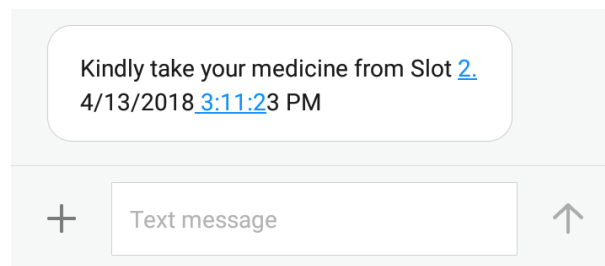 Kindly take your medicine from Slot 2.
4/13/2018 3:11:23 PM
Text message